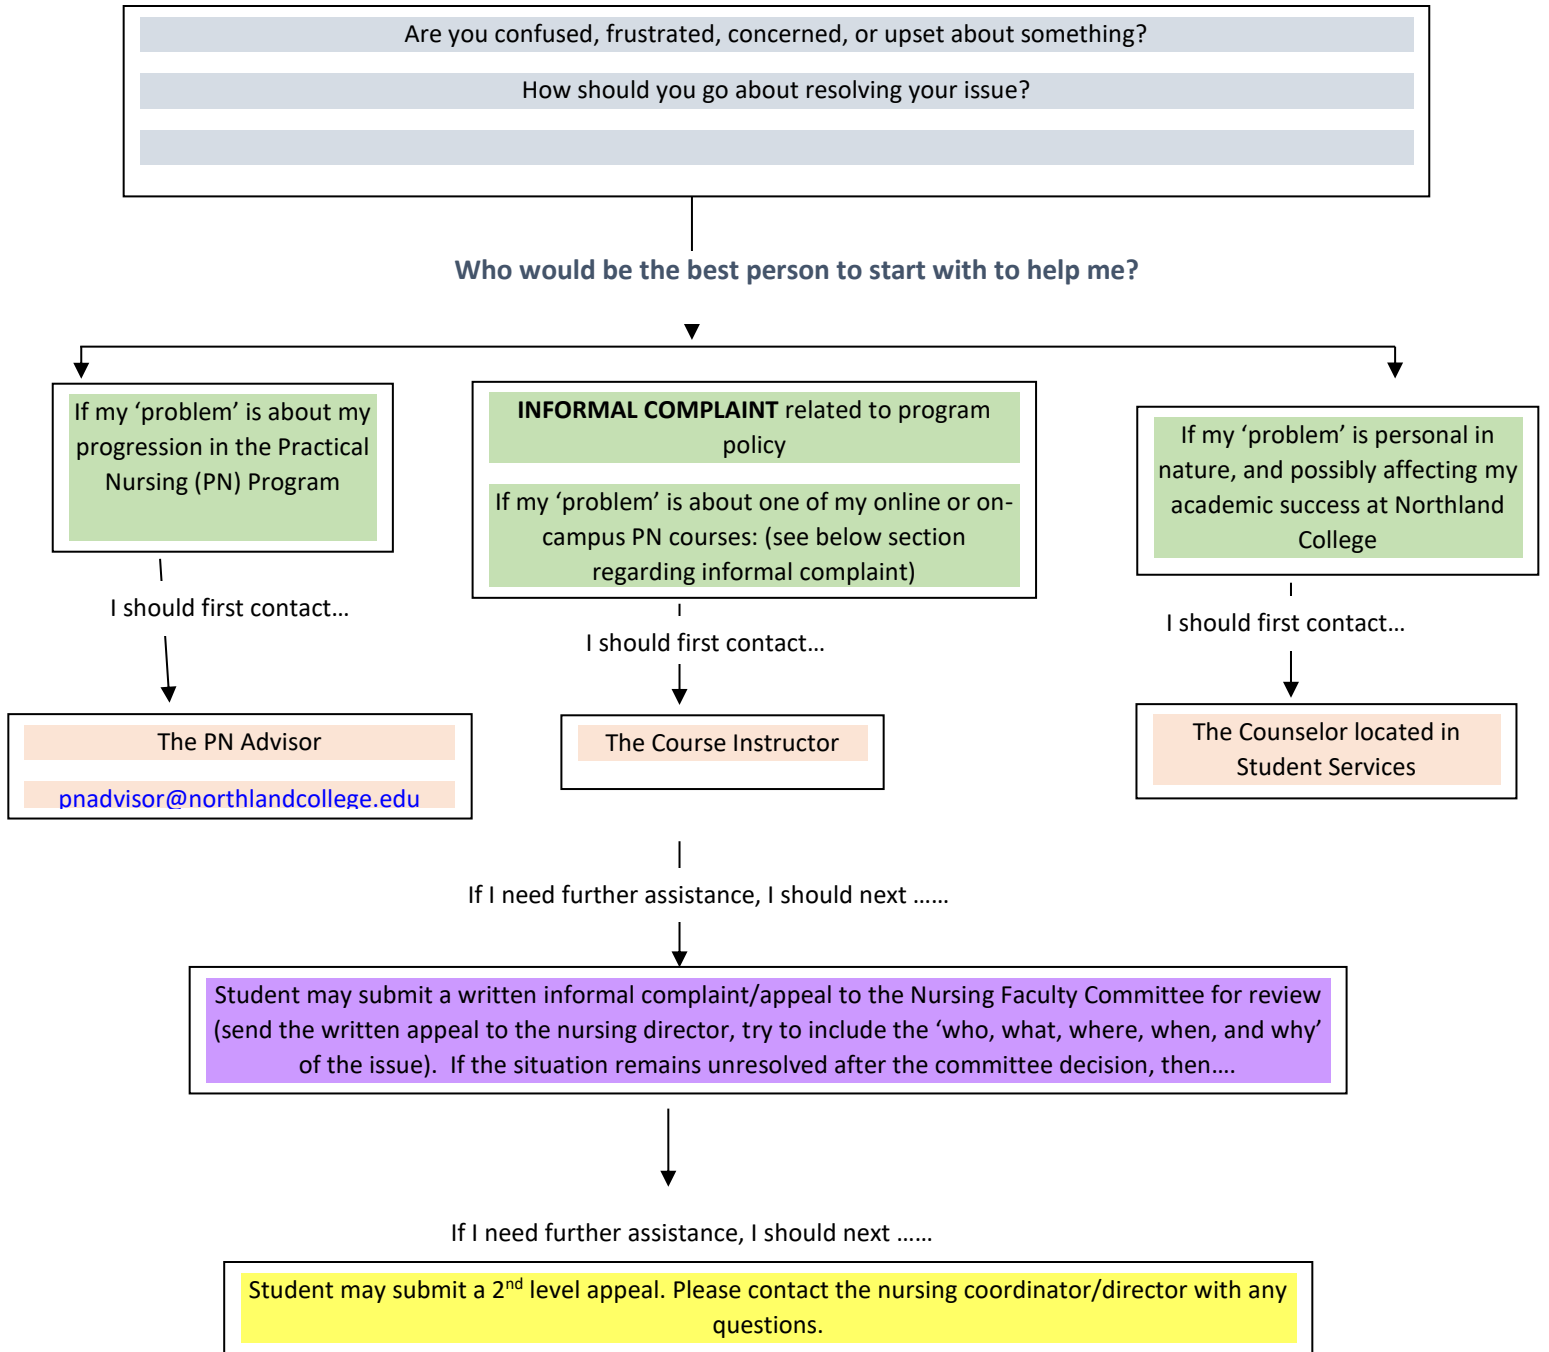 Are you confused, frustrated, concerned, or upset about something?
How should you go about resolving your issue?
Who would be the best person to start with to help me?
If my ‘problem’ is about my
progression in the Practical
Nursing (PN) Program
I should first contact…
The PN Advisor
pnadvisor@northlandcollege.edu
INFORMAL COMPLAINT related to program
policy
If my ‘problem’ is about one of my online or on-
campus PN courses: (see below section
regarding informal complaint)
I should first contact…
The Course Instructor
If my ‘problem’ is personal in
nature, and possibly affecting my
academic success at Northland
College
I should first contact…
The Counselor located in
Student Services
If I need further assistance, I should next ……
Student may submit a written informal complaint/appeal to the Nursing Faculty Committee for review
(send the written appeal to the nursing director, try to include the ‘who, what, where, when, and why’
of the issue).  If the situation remains unresolved after the committee decision, then….
If I need further assistance, I should next ……
Student may submit a 2nd level appeal. Please contact the nursing coordinator/director with any
questions.